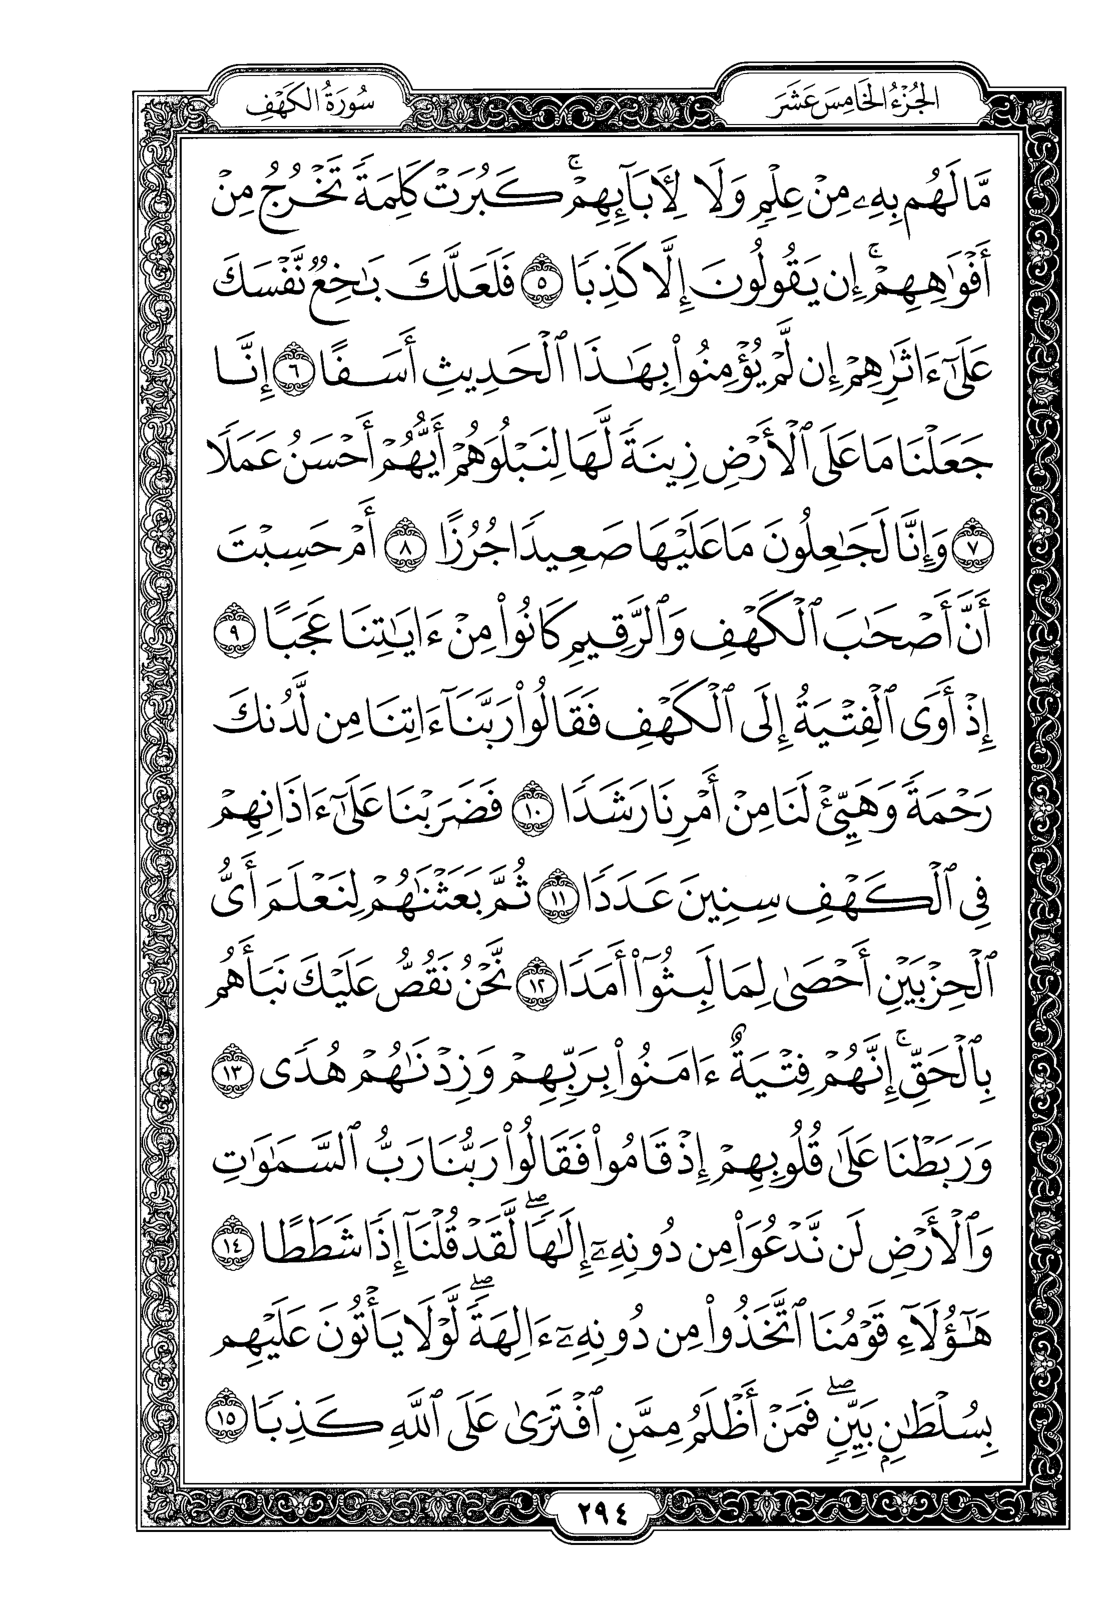 الجُزْءُ الخَامِسَ عَشَرَ
سُورَةُ الكَهْفِ
مَّا لَهُم بِهِۦ مِنْ عِلْمٍ وَلَا لِأٓبَآئِهِمْۚ كَبُرَتْ كَلِمَةً تَخْرُجُ مِنْ
أَفْوَٰهِهِمْۚ إِن يَقُولُونَ إِلَّا كَذِبًا ٥ فَلَعَلَّكَ بَٰخِعٌ نَّفْسَكَ
عَلَىٰٓ ءَاثَٰرِهِمْ إِن لَّمْ يُؤْمِنُوا۟ بِهَٰذَا ٱلْحَدِيثِ أَسَفًا ٦ إِنَّا
جَعَلْنَا مَا عَلَى ٱلْأَرْضِ زِينَةً لَّهَا لِنَبْلُوَهُمْ أَيُّهُمْ أَحْسَنُ عَمَلًا
٧ وَإِنَّا لَجَٰعِلُونَ مَا عَلَيْهَا صَعِيدًا جُرُزًا ٨ أَمْ حَسِبْتَ
أَنَّ أَصْحَٰبَ ٱلْكَهْفِ وَٱلرَّقِيمِ كَانُوا۟ مِنْ ءَايَٰتِنَا عَجَبًا ٩
إِذْ أَوَى ٱلْفِتْيَةُ إِلَى ٱلْكَهْفِ فَقَالُوا۟ رَبَّنَآ ءَاتِنَا مِن لَّدُنكَ
رَحْمَةً وَهَيِّئْ لَنَا مِنْ أَمْرِنَا رَشَدًا ١٠ فَضَرَبْنَا عَلَىٰٓ ءَاذَانِهِمْ
فِى ٱلْكَهْفِ سِنِينَ عَدَدًا ١١ ثُمَّ بَعَثْنَٰهُمْ لِنَعْلَمَ أَىُّ
ٱلْحِزْبَيْنِ أَحْصَىٰ لِمَا لَبِثُوٓا۟ أَمَدًا ١٢ نَّحْنُ نَقُصُّ عَلَيْكَ نَبَأَهُم
بِٱلْحَقِّۚ إِنَّهُمْ فِتْيَةٌ ءَامَنُوا۟ بِرَبِّهِمْ وَزِدْنَٰهُمْ هُدًى ١٣
وَرَبَطْنَا عَلَىٰ قُلُوبِهِمْ إِذْ قَامُوا۟ فَقَالُوا۟ رَبُّنَا رَبُّ ٱلسَّمَٰوَٰتِ
وَٱلْأَرْضِ لَن نَّدْعُوَا۟ مِن دُونِهِۦٓ إِلَٰهًاۖ لَّقَدْ قُلْنَآ إِذًا شَطَطًا ١٤
هَٰٓؤُلَآءِ قَوْمُنَا ٱتَّخَذُوا۟ مِن دُونِهِۦٓ ءَالِهَةًۖ لَّوْلَا يَأْتُونَ عَلَيْهِم
بِسُلْطَٰنٍۭ بَيِّنٍۖ فَمَنْ أَظْلَمُ مِمَّنِ ٱفْتَرَىٰ عَلَى ٱللَّهِ كَذِبًا ١٥
٢٩٤